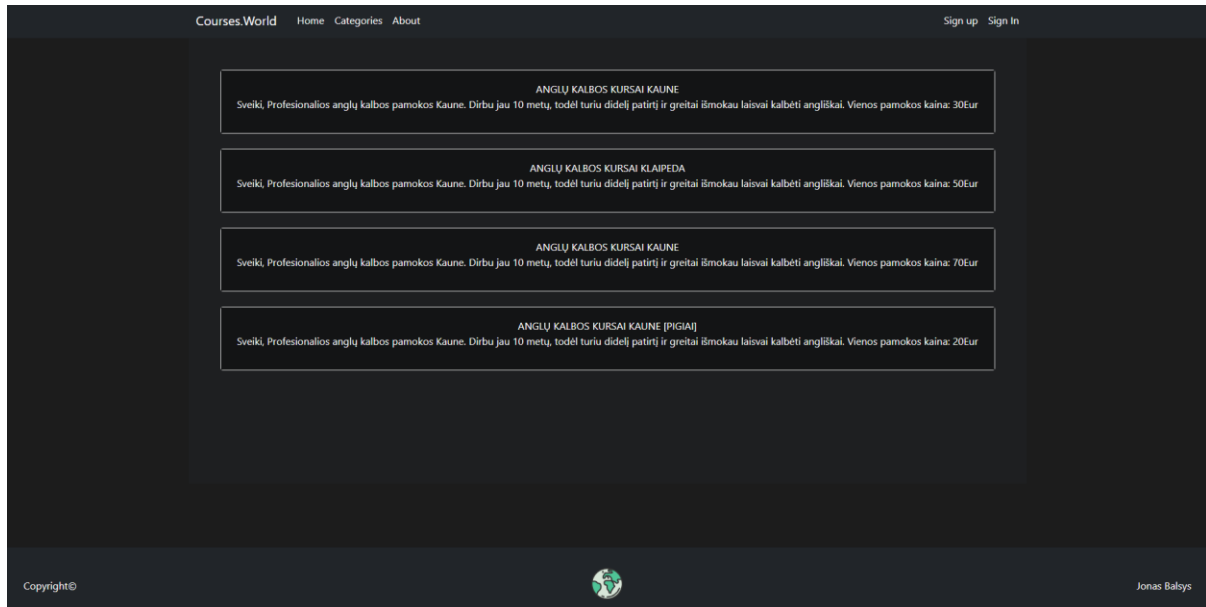 Courses.World Home Categories About Sign up Sign In
ANGLŲ KALBOS KURSAI KAUNE
Sveiki, Profesionalios anglų kalbos pamokos Kaune. Dirbu jau 10 metų, todėl turiu didelį patirtį ir greitai išmokau laisvai kalbėti angliškai. Vienos pamokos kaina: 30Eur
ANGLŲ KALBOS KURSAI KLAIPEDA
Sveiki, Profesionalios anglų kalbos pamokos Kaune. Dirbu jau 10 metų, todėl turiu didelį patirtį ir greitai išmokau laisvai kalbėti angliškai. Vienos pamokos kaina: 50Eur
ANGLŲ KALBOS KURSAI KAUNE
Sveiki, Profesionalios anglų kalbos pamokos Kaune. Dirbu jau 10 metų, todėl turiu didelį patirtį ir greitai išmokau laisvai kalbėti angliškai. Vienos pamokos kaina: 70Eur
ANGLŲ KALBOS KURSAI KAUNE [PIGIAI]
Sveiki, Profesionalios anglų kalbos pamokos Kaune. Dirbu jau 10 metų, todėl turiu didelį patirtį ir greitai išmokau laisvai kalbėti angliškai. Vienos pamokos kaina: 20Eur
Copyright© Jonas Balsys